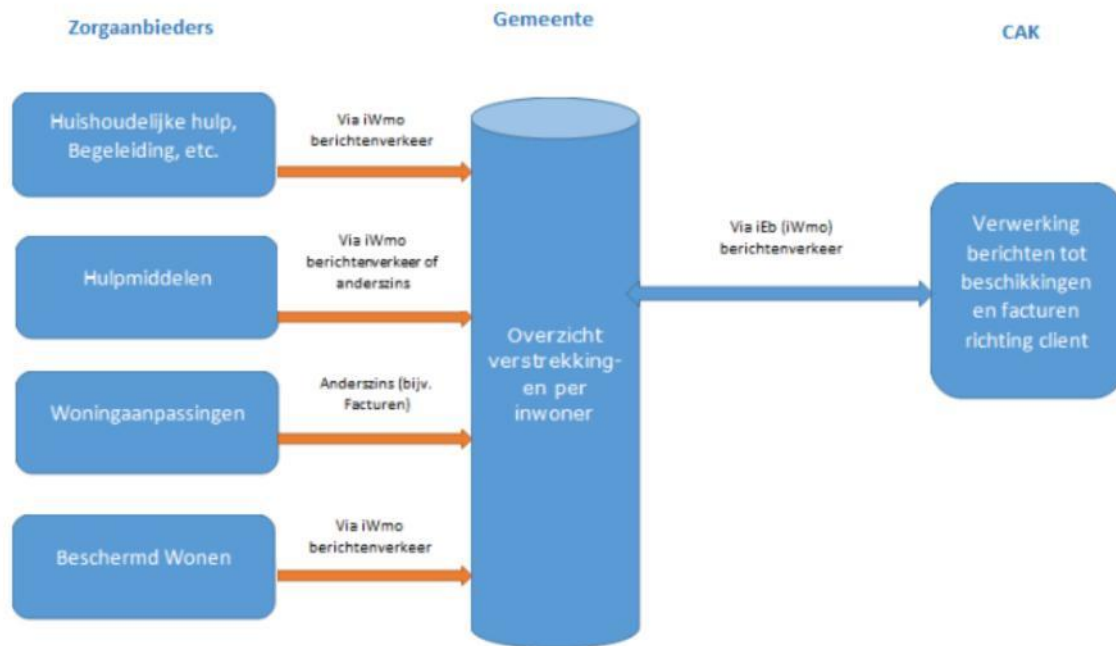 Zorgaanbieders
Gemeente
CAK
Huishoudelijke hulp,
Begeleiding, etc.
Via iWmo
berichtenverkeer
Hulpmiddelen
Via iWmo
berichtenverkeer of
anderszins
Woningaanpassingen
Anderszins (bijv.
Facturen)
Beschermd Wonen
Via iWmo
berichtenverkeer
Overzicht
verstrekking-
en per
inwoner
Via iEb (iWmo)
berichtenverkeer
Verwerking
berichten tot
beschikkingen
en facturen
richting client